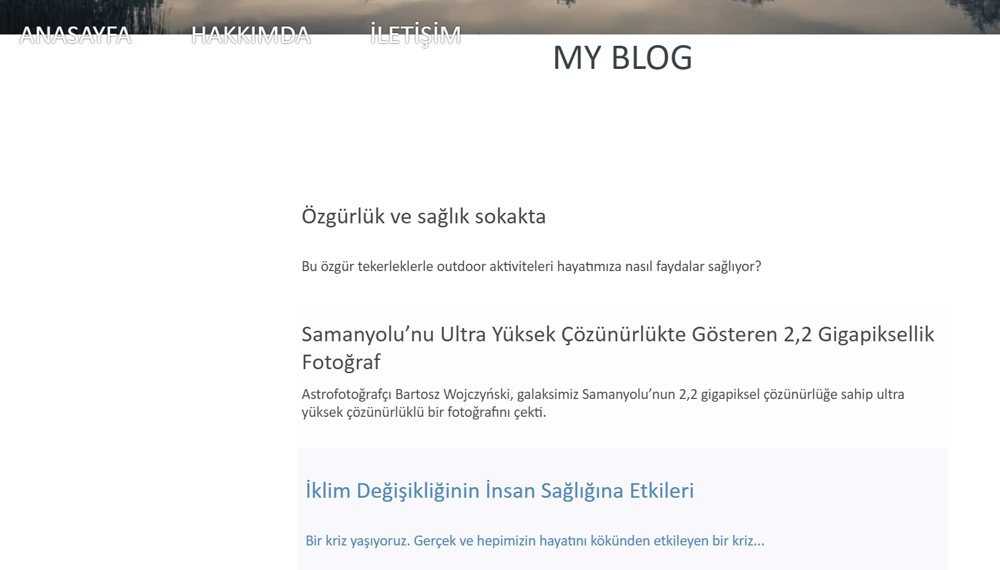 ANASAYFA HAKKIMDA İLETİŞİM
MY BLOG
Özgürlük ve sağlık sokakta
Bu özgür tekerleklerle outdoor aktiviteleri hayatımıza nasıl faydalar sağlıyor?
Samanyolu’nu Ultra Yüksek Çözünürlükte Gösteren 2,2 Gigapiksellik
Fotoğraf
Astrofotoğrafçı Bartosz Wojczyński, galaksimiz Samanyolu’nun 2,2 gigapiksel çözünürlüğe sahip ultra
yüksek çözünürlüklü bir fotoğrafını çekti.
İklim Değişikliğinin İnsan Sağlığına Etkileri
Bir kriz yaşıyoruz. Gerçek ve hepimizin hayatını kökünden etkileyen bir kriz...